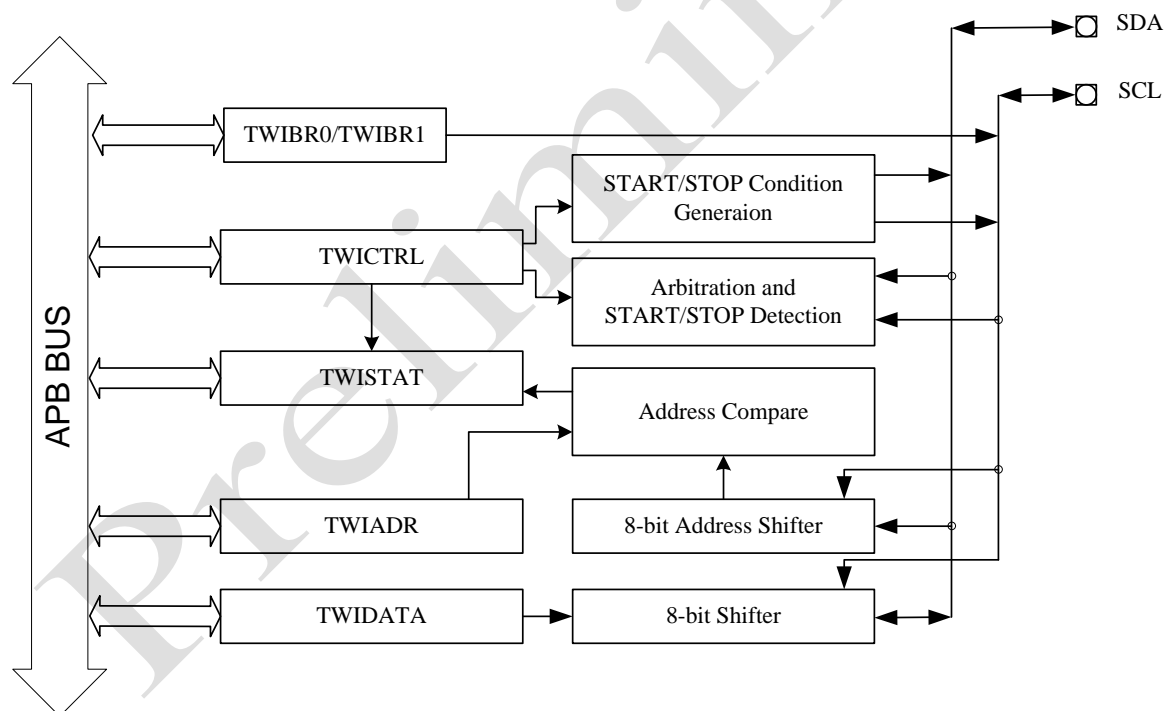 SDA
SCL
TWIBR0/TWIBR1
START/STOP Condition
Generaion
TWICTRL
Arbitration and
START/STOP Detection
APB BUS
TWISTAT
Address Compare
TWIADR
8-bit Address Shifter
TWIDATA
8-bit Shifter
Prelimin